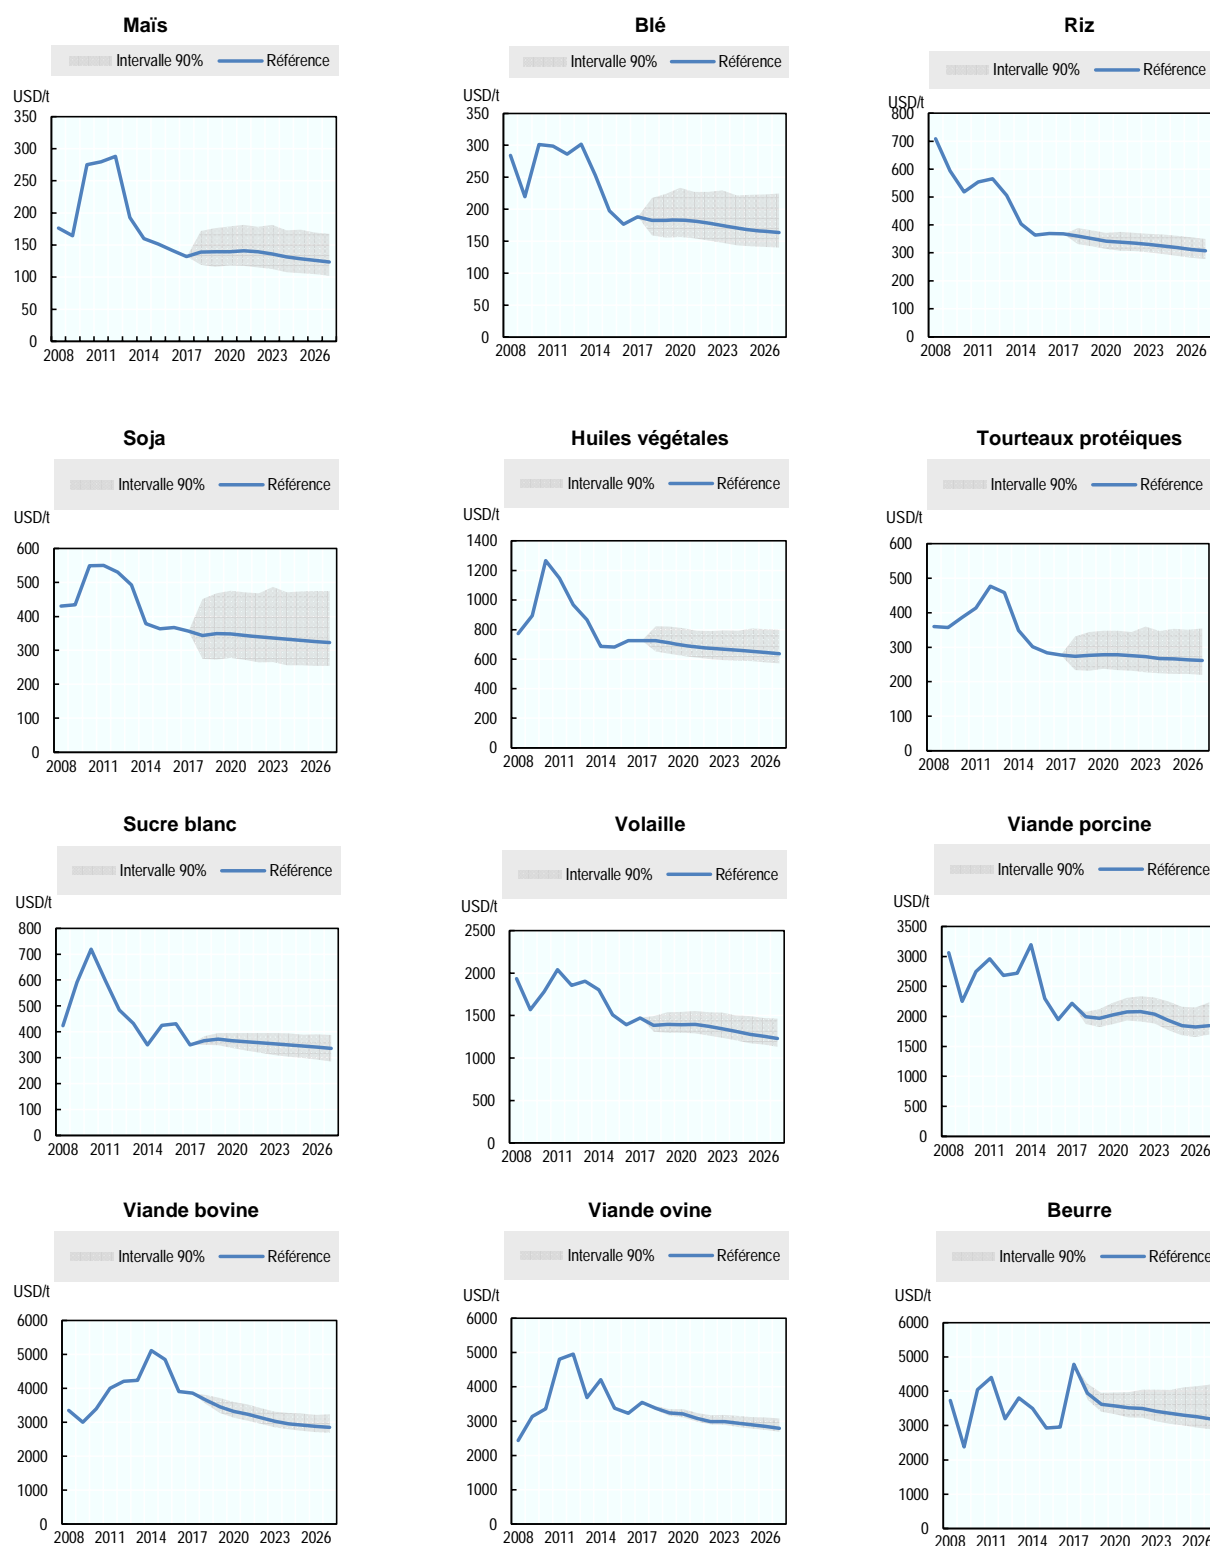 Maïs
Intervalle 90% Référence
USD/t
350
300
250
200
150
100
50
0
2008 2011 2014 2017 2020 2023 2026
Blé
Intervalle 90% Référence
USD/t
350
300
250
200
150
100
50
0
2008 2011 2014 2017 2020 2023 2026
Riz
Intervalle 90% Référence
USD/t
800
700
600
500
400
300
200
100
0
2008 2011 2014 2017 2020 2023 2026
Soja
Intervalle 90% Référence
USD/t
600
500
400
300
200
100
0
2008 2011 2014 2017 2020 2023 2026
Huiles végétales
Intervalle 90% Référence
USD/t
1400
1200
1000
800
600
400
200
0
2008 2011 2014 2017 2020 2023 2026
Tourteaux protéiques
Intervalle 90% Référence
USD/t
600
500
400
300
200
100
0
2008 2011 2014 2017 2020 2023 2026
Sucre blanc
Intervalle 90% Référence
USD/t
800
700
600
500
400
300
200
100
0
2008 2011 2014 2017 2020 2023 2026
Volaille
Intervalle 90% Référence
USD/t
2500
2000
1500
1000
500
0
2008 2011 2014 2017 2020 2023 2026
Viande porcine
Intervalle 90% Référence
USD/t
3500
3000
2500
2000
1500
1000
500
0
2008 2011 2014 2017 2020 2023 2026
Viande bovine
Intervalle 90% Référence
USD/t
6000
5000
4000
3000
2000
1000
0
2008 2011 2014 2017 2020 2023 2026
Viande ovine
Intervalle 90% Référence
USD/t
6000
5000
4000
3000
2000
1000
0
2008 2011 2014 2017 2020 2023 2026
Beurre
Intervalle 90% Référence
USD/t
6000
5000
4000
3000
2000
1000
0
2008 2011 2014 2017 2020 2023 2026